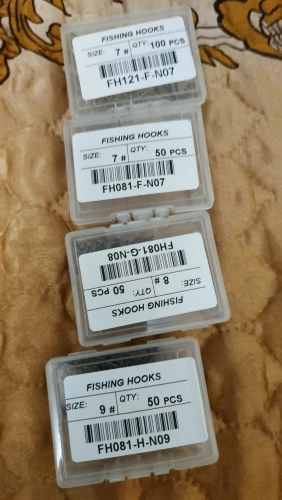 FISHING HOOKS
SIZE: 7 # QTY: 100 PCS
FH121-F-N07
FISHING HOOKS
SIZE: 7 # QTY: 50 PCS
FH081-F-N07
FISHING HOOKS
SIZE: 8 # QTY: 50 PCS
FH081-G-N08
FISHING HOOKS
SIZE: 9 # QTY: 50 PCS
FH081-H-N09